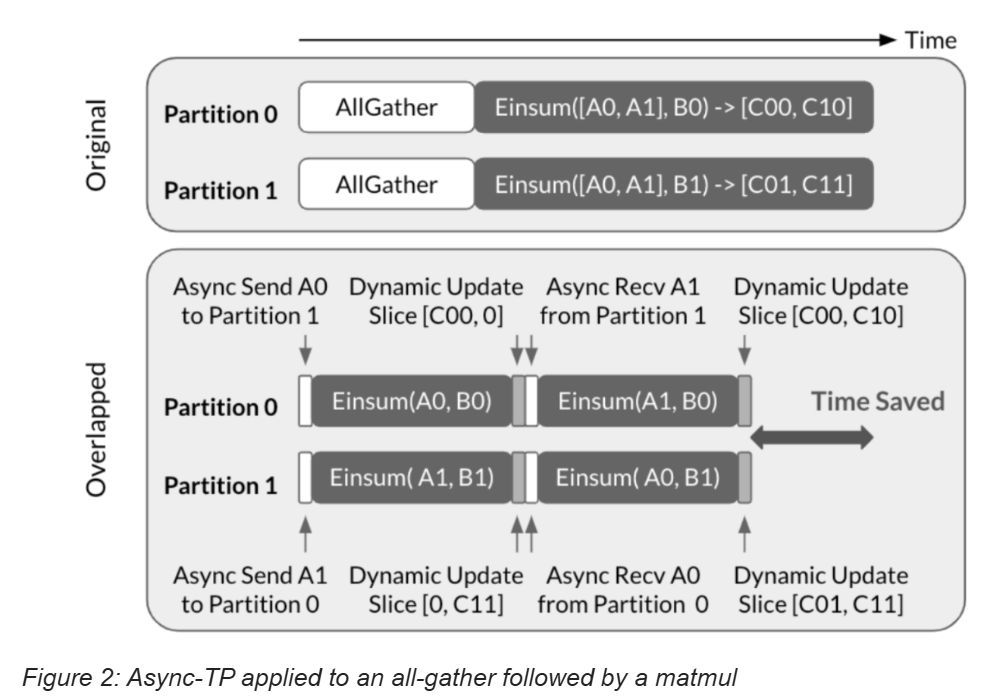 Time
Original
Partition 0
AllGather
Einsum([A0, A1], B0) -> [C00, C10]
Partition 1
AllGather
Einsum([A0, A1], B1) -> [C01, C11]
Overlapped
Async Send A0
to Partition 1
Dynamic Update
Slice [C00, 0]
Async Recv A1
from Partition 1
Dynamic Update
Slice [C00, C10]
Partition 0
Einsum(A0, B0)
Einsum(A1, B0)
Time Saved
Partition 1
Einsum( A1, B1)
Einsum( A0, B1)
Async Send A1
to Partition 0
Dynamic Update
Slice [0, C11]
Async Recv A0
from Partition 0
Dynamic Update
Slice [C01, C11]
Figure 2: Async-TP applied to an all-gather followed by a matmul